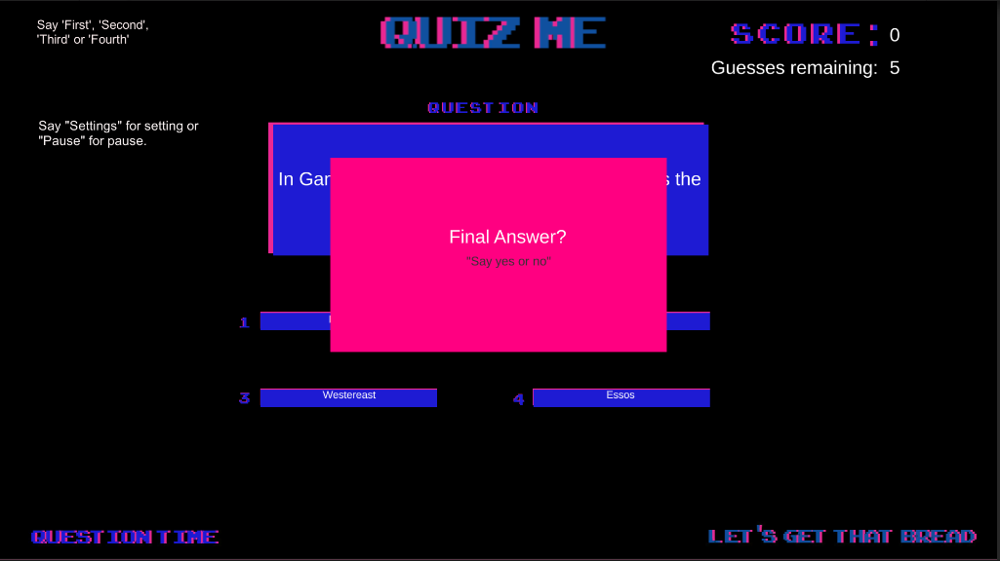 Say 'First', 'Second',
'Third' or 'Fourth'
QUIZ ME
SCORE: 0
Guesses remaining: 5
QUESTION
Say "Settings" for setting or
"Pause" for pause.
In Gar
s the
Final Answer?
"Say yes or no"
1
3 Westereast
4 Essos
QUESTION TIME
LET'S GET THAT BREAD